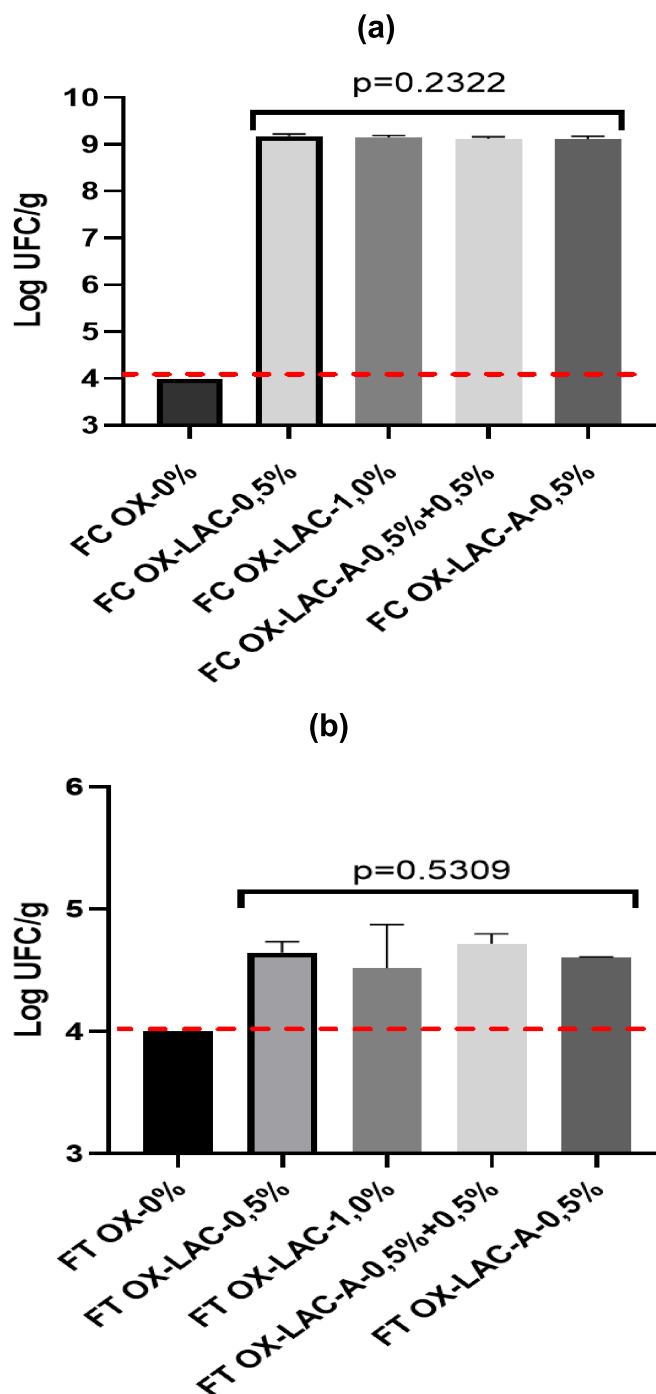 (a)
p=0.2322
Log UFC/g
10
9
8
7
6
5
4
3
FC OX-0%
FC OX-LAC-0,5%
FC OX-LAC-1,0%
FC OX-LAC-A-0,5%+0,5%
FC OX-LAC-A-0,5%
(b)
p=0.5309
Log UFC/g
6
5
4
3
FT OX-0%
FT OX-LAC-0,5%
FT OX-LAC-1,0%
FT OX-LAC-A-0,5%+0,5%
FT OX-LAC-A-0,5%